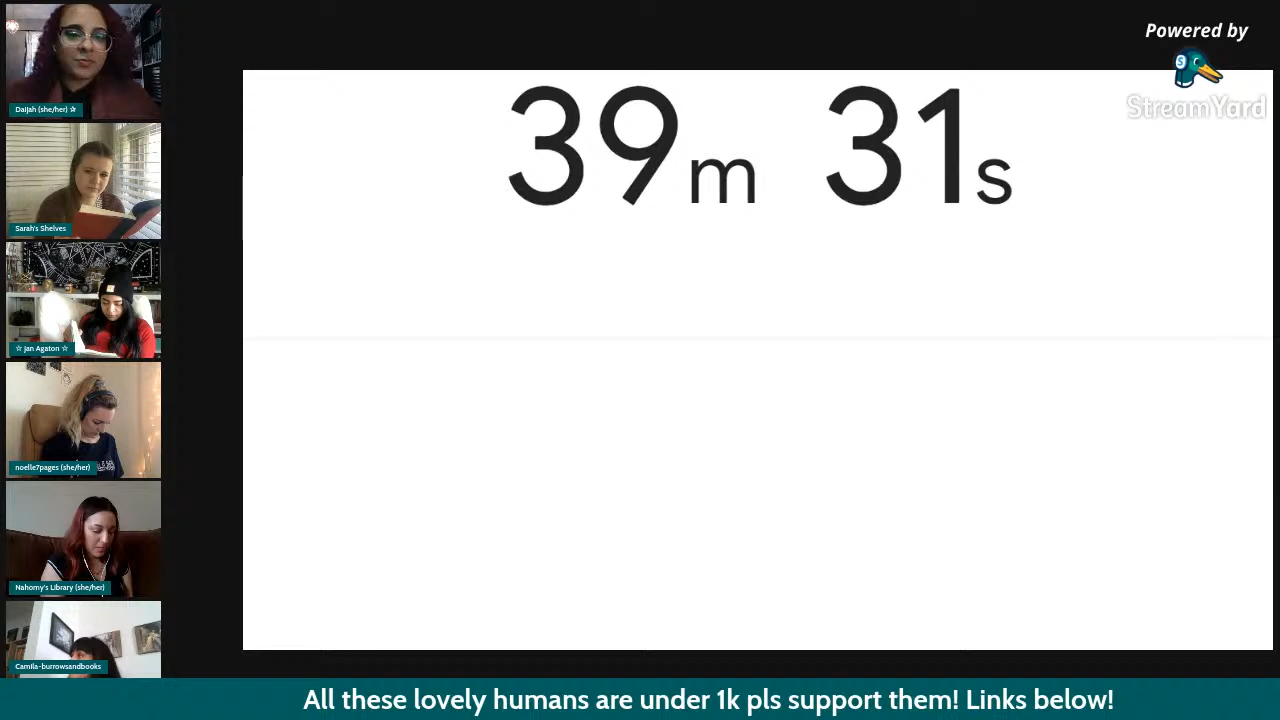 Powered by
StreamYard
39m 31s
Daijah (she/her) ☆
Sarah's Shelves
☆ Jan Agaton ☆
noelle7pages (she/her)
Nahomy's Library (she/her)
Camila-burrowsandbooks
All these lovely humans are under 1k pls support them! Links below!